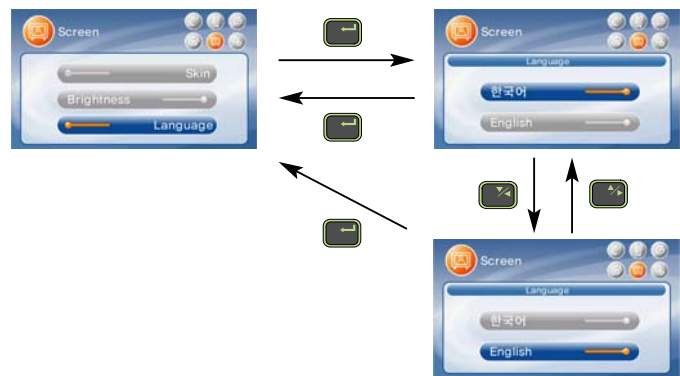 Screen
Skin
Brightness
Language
Screen
Language
한국어
English
Screen
Language
한국어
English